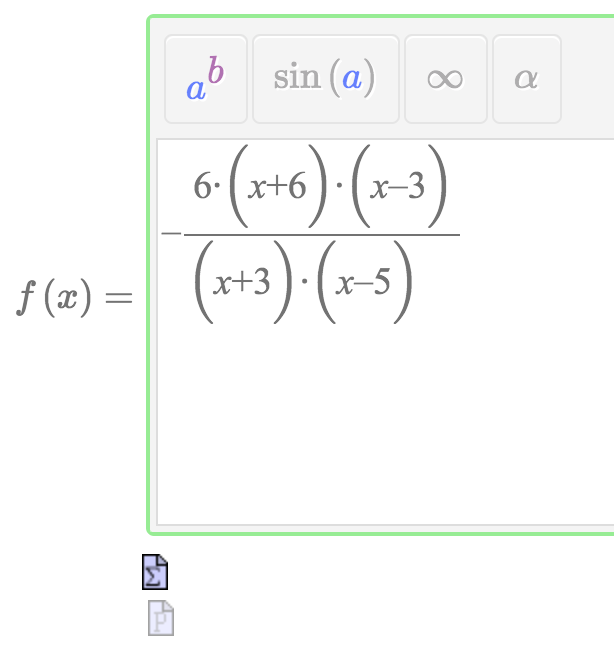 a^b sin (a) ∞ α
f (x) = −(6·(x+6)·(x−3))/((x+3)·(x−5))
Σ
P